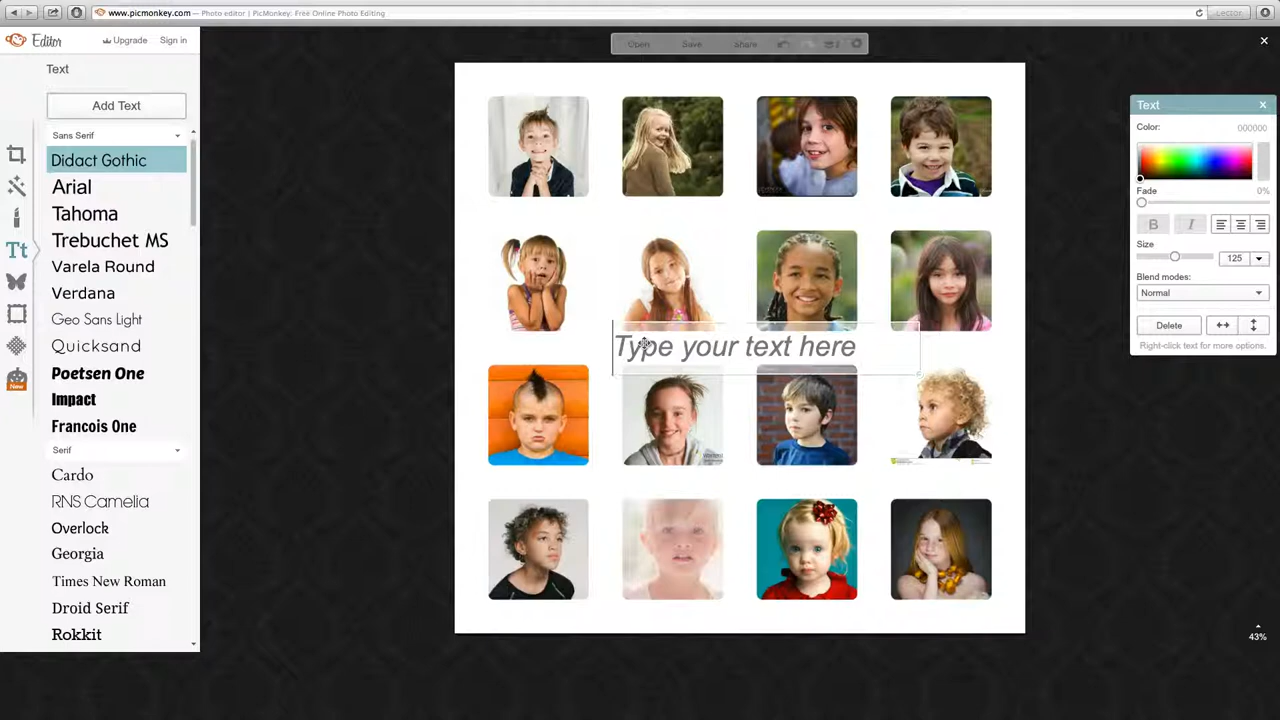 www.picmonkey.com — Photo editor | PicMonkey: Free Online Photo Editing
Lector
Editor
Upgrade
Sign in
Open
Save
Share
Text
Add Text
Sans Serif
Didact Gothic
Arial
Tahoma
Trebuchet MS
Varela Round
Verdana
Geo Sans Light
Quicksand
Poetsen One
Impact
Francois One
Serif
Cardo
RNS Camelia
Overlock
Georgia
Times New Roman
Droid Serif
Rokkit
Tt
New
Type your text here
Text
Color:
000000
Fade
0%
B
I
Size
125
Blend modes:
Normal
Delete
Right-click text for more options.
43%